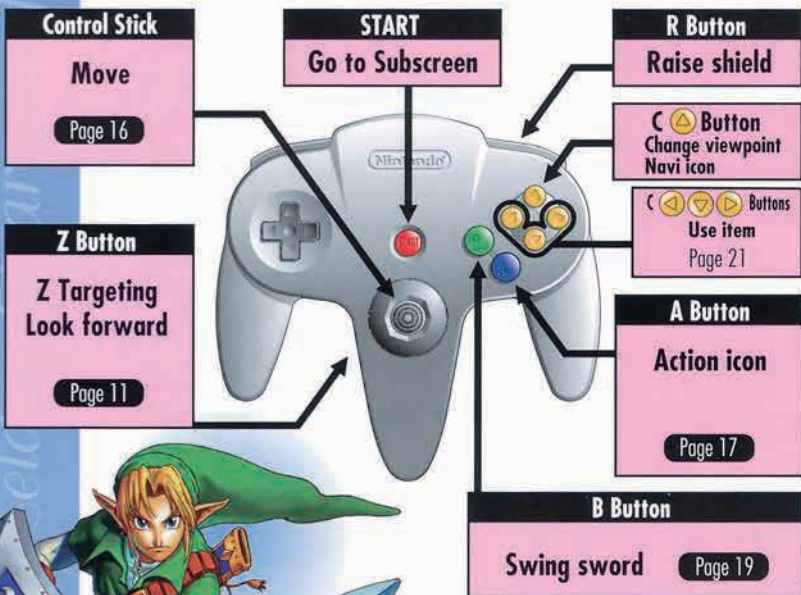 Control Stick
Move
Page 16
START
Go to Subscreen
R Button
Raise shield
C Button
Change viewpoint
Navi icon
C Buttons
Use item
Page 21
Nintendo
START
Z Button
Z Targeting
Look forward
Page 11
A Button
Action icon
Page 17
B Button
Swing sword
Page 19